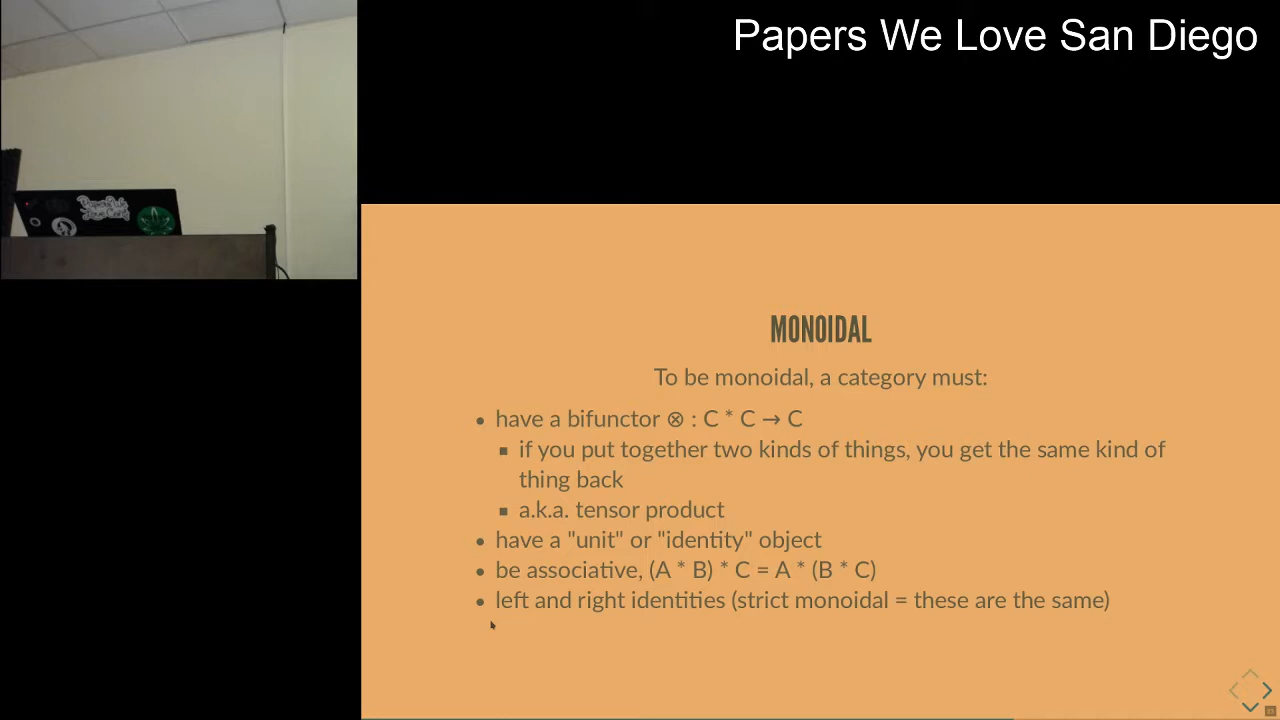 Papers We Love San Diego
MONOIDAL
To be monoidal, a category must:
• have a bifunctor ⊗ : C * C → C
▪ if you put together two kinds of things, you get the same kind of
thing back
▪ a.k.a. tensor product
• have a "unit" or "identity" object
• be associative, (A * B) * C = A * (B * C)
• left and right identities (strict monoidal = these are the same)